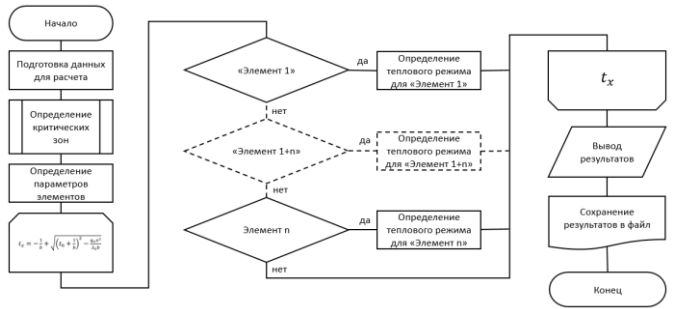 Начало
Подготовка данных
для расчета
Определение
критических
зон
Определение
параметров
элементов
«Элемент 1»
да
Определение
теплового режима
для «Элемент 1»
нет
«Элемент 1+n»
да
Определение
теплового режима
для «Элемент 1+n»
нет
Элемент n
да
Определение
теплового режима
для «Элемент n»
нет
tₓ
Вывод
результатов
Сохранение
результатов в файл
Конец